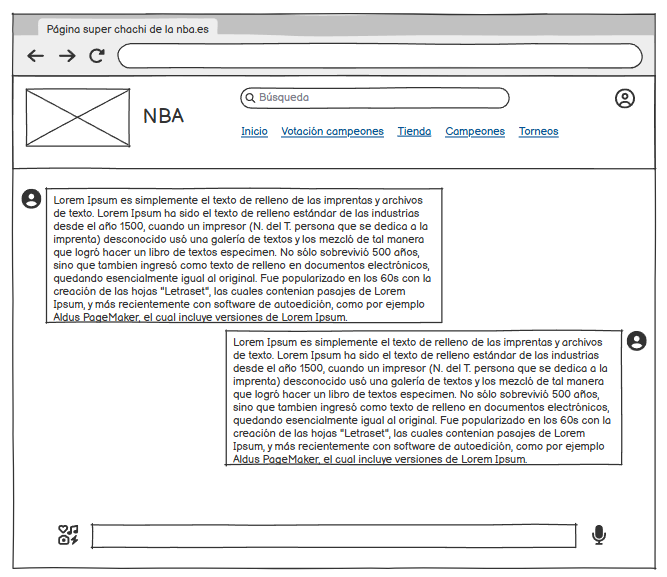 Página super chachi de la nba.es
NBA
Búsqueda
Inicio Votación campeones Tienda Campeones Torneos
Lorem Ipsum es simplemente el texto de relleno de las imprentas y archivos
de texto. Lorem Ipsum ha sido el texto de relleno estándar de las industrias
desde el año 1500, cuando un impresor (N. del T. persona que se dedica a la
imprenta) desconocido usó una galería de textos y los mezcló de tal manera
que logró hacer un libro de textos especimen. No sólo sobrevivió 500 años,
sino que tambien ingresó como texto de relleno en documentos electrónicos,
quedando esencialmente igual al original. Fue popularizado en los 60s con la
creación de las hojas "Letraset", las cuales contenian pasajes de Lorem
Ipsum, y más recientemente con software de autoedición, como por ejemplo
Aldus PageMaker, el cual incluye versiones de Lorem Ipsum.
Lorem Ipsum es simplemente el texto de relleno de las imprentas y archivos
de texto. Lorem Ipsum ha sido el texto de relleno estándar de las industrias
desde el año 1500, cuando un impresor (N. del T. persona que se dedica a la
imprenta) desconocido usó una galería de textos y los mezcló de tal manera
que logró hacer un libro de textos especimen. No sólo sobrevivió 500 años,
sino que tambien ingresó como texto de relleno en documentos electrónicos,
quedando esencialmente igual al original. Fue popularizado en los 60s con la
creación de las hojas "Letraset", las cuales contenian pasajes de Lorem
Ipsum, y más recientemente con software de autoedición, como por ejemplo
Aldus PageMaker, el cual incluye versiones de Lorem Ipsum.